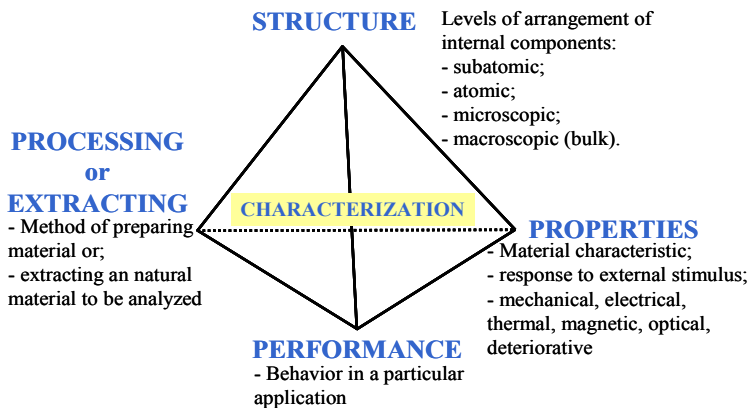 STRUCTURE
Levels of arrangement of
internal components:
- subatomic;
- atomic;
- microscopic;
- macroscopic (bulk).
PROCESSING
or
EXTRACTING
- Method of preparing
material or;
- extracting an natural
material to be analyzed
CHARACTERIZATION
PROPERTIES
- Material characteristic;
- response to external stimulus;
- mechanical, electrical,
thermal, magnetic, optical,
deteriorative
PERFORMANCE
- Behavior in a particular
application